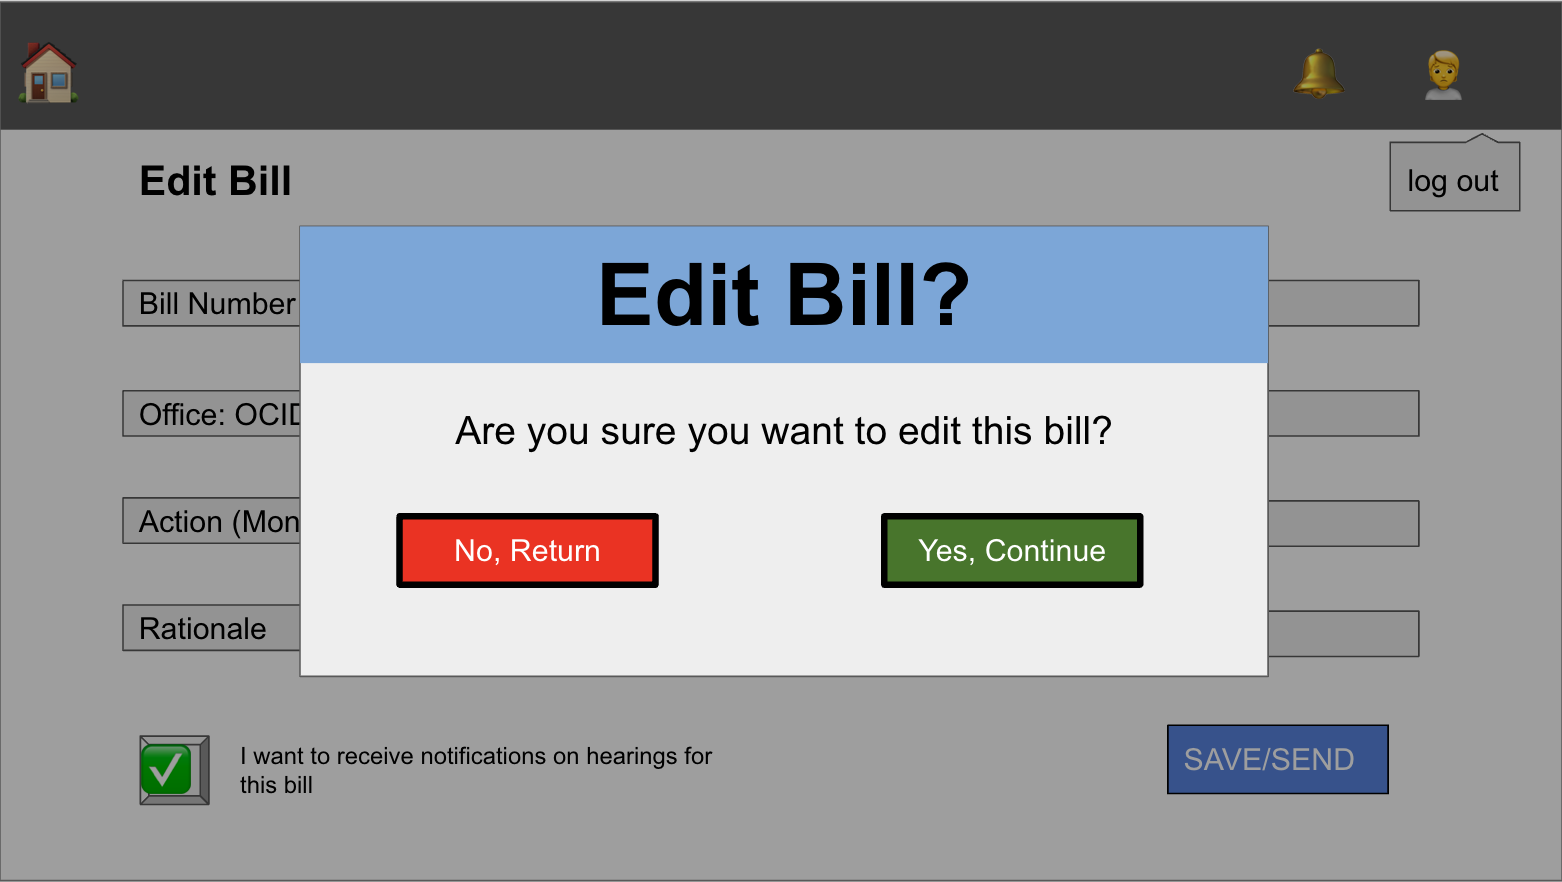 Edit Bill
log out
Edit Bill?
Bill Number
Office: OCID
Are you sure you want to edit this bill?
Action (Mon
No, Return
Yes, Continue
Rationale
I want to receive notifications on hearings for
this bill
SAVE/SEND